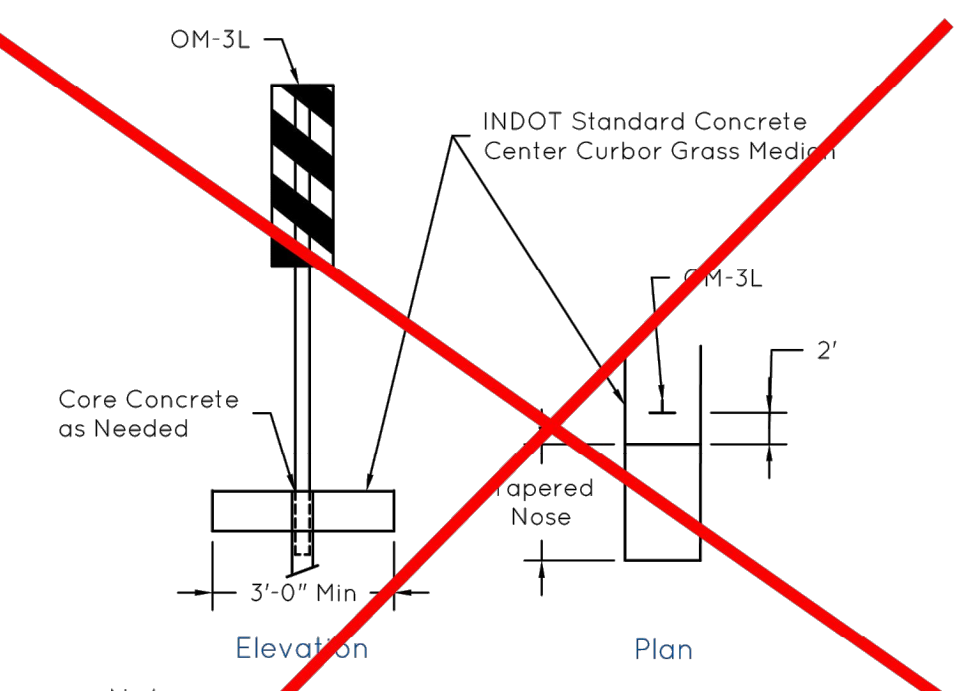 OM-3L
INDOT Standard Concrete
Center Curbor Grass Median
OM-3L
2'
Core Concrete
as Needed
Tapered
Nose
3'-0" Min
Elevation
Plan